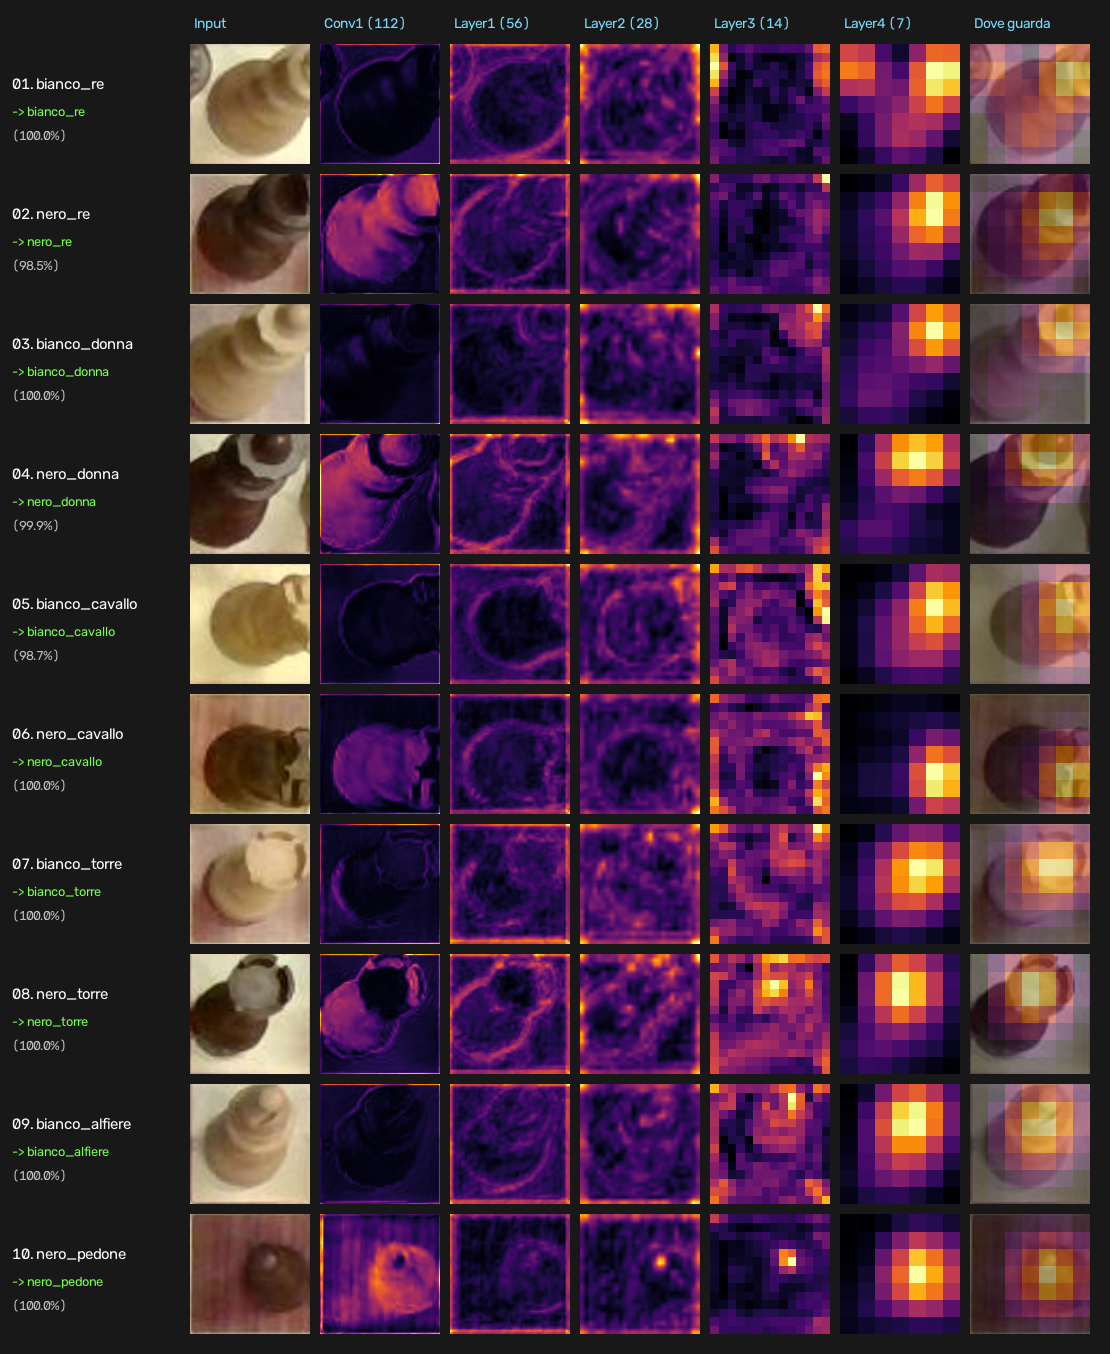 Input Conv1 (112) Layer1 (56) Layer2 (28) Layer3 (14) Layer4 (7) Dove guarda
01. bianco_re
-> bianco_re
(100.0%)
02. nero_re
-> nero_re
(98.5%)
03. bianco_donna
-> bianco_donna
(100.0%)
04. nero_donna
-> nero_donna
(99.9%)
05. bianco_cavallo
-> bianco_cavallo
(98.7%)
06. nero_cavallo
-> nero_cavallo
(100.0%)
07. bianco_torre
-> bianco_torre
(100.0%)
08. nero_torre
-> nero_torre
(100.0%)
09. bianco_alfiere
-> bianco_alfiere
(100.0%)
10. nero_pedone
-> nero_pedone
(100.0%)